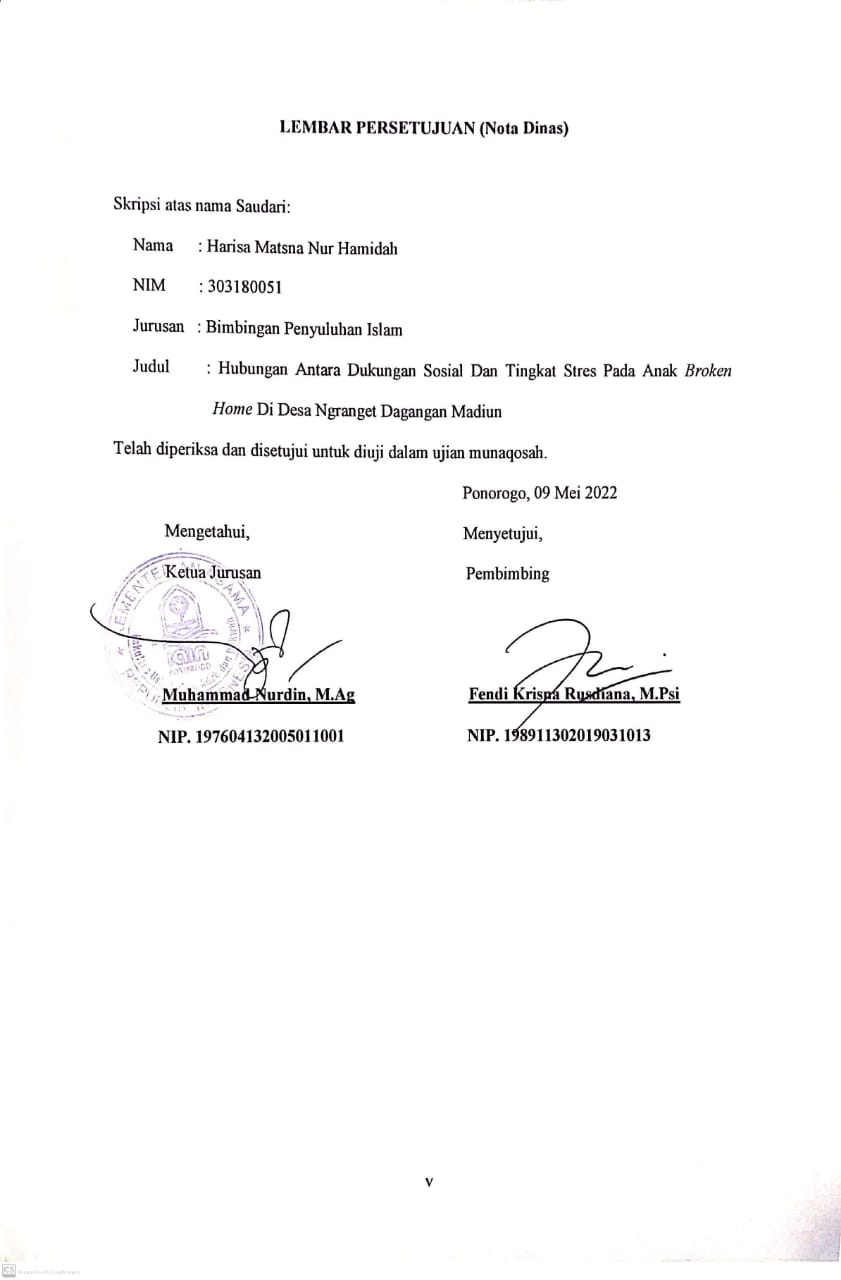 LEMBAR PERSETUJUAN (Nota Dinas)
Skripsi atas nama Saudari:
Nama : Harisa Matsna Nur Hamidah
NIM : 303180051
Jurusan : Bimbingan Penyuluhan Islam
Judul : Hubungan Antara Dukungan Sosial Dan Tingkat Stres Pada Anak Broken
Home Di Desa Ngranget Dagangan Madiun
Telah diperiksa dan disetujui untuk diuji dalam ujian munaqosah.
Ponorogo, 09 Mei 2022
Mengetahui, Menyetujui,
Ketua Jurusan Pembimbing
IAIN
PONOROGO
Muhammad Nurdin, M.Ag Fendi Krispa Rusdiana, M.Psi
NIP. 197604132005011001 NIP. 198911302019031013
v
CS